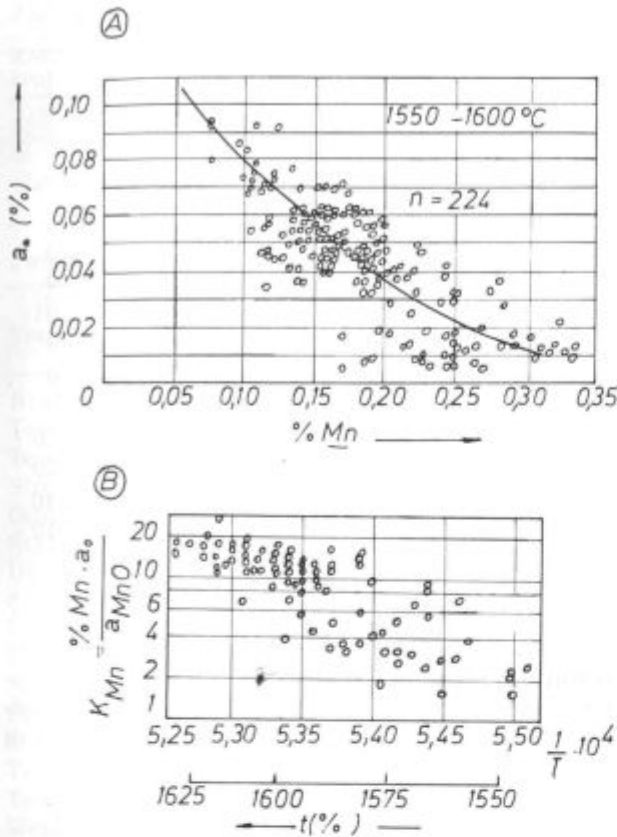 A
0,10
0,08
0,06
0,04
0,02
0
a₀ (%)
1550 -1600 °C
n = 224
0,05 0,10 0,15 0,20 0,25 0,30 0,35
% Mn
B
20
10
6
4
2
1
K Mn = % Mn · a₀ / a MnO
5,25 5,30 5,35 5,40 5,45 5,50 1/T · 10⁴
1625 1600 1575 1550
t(%)